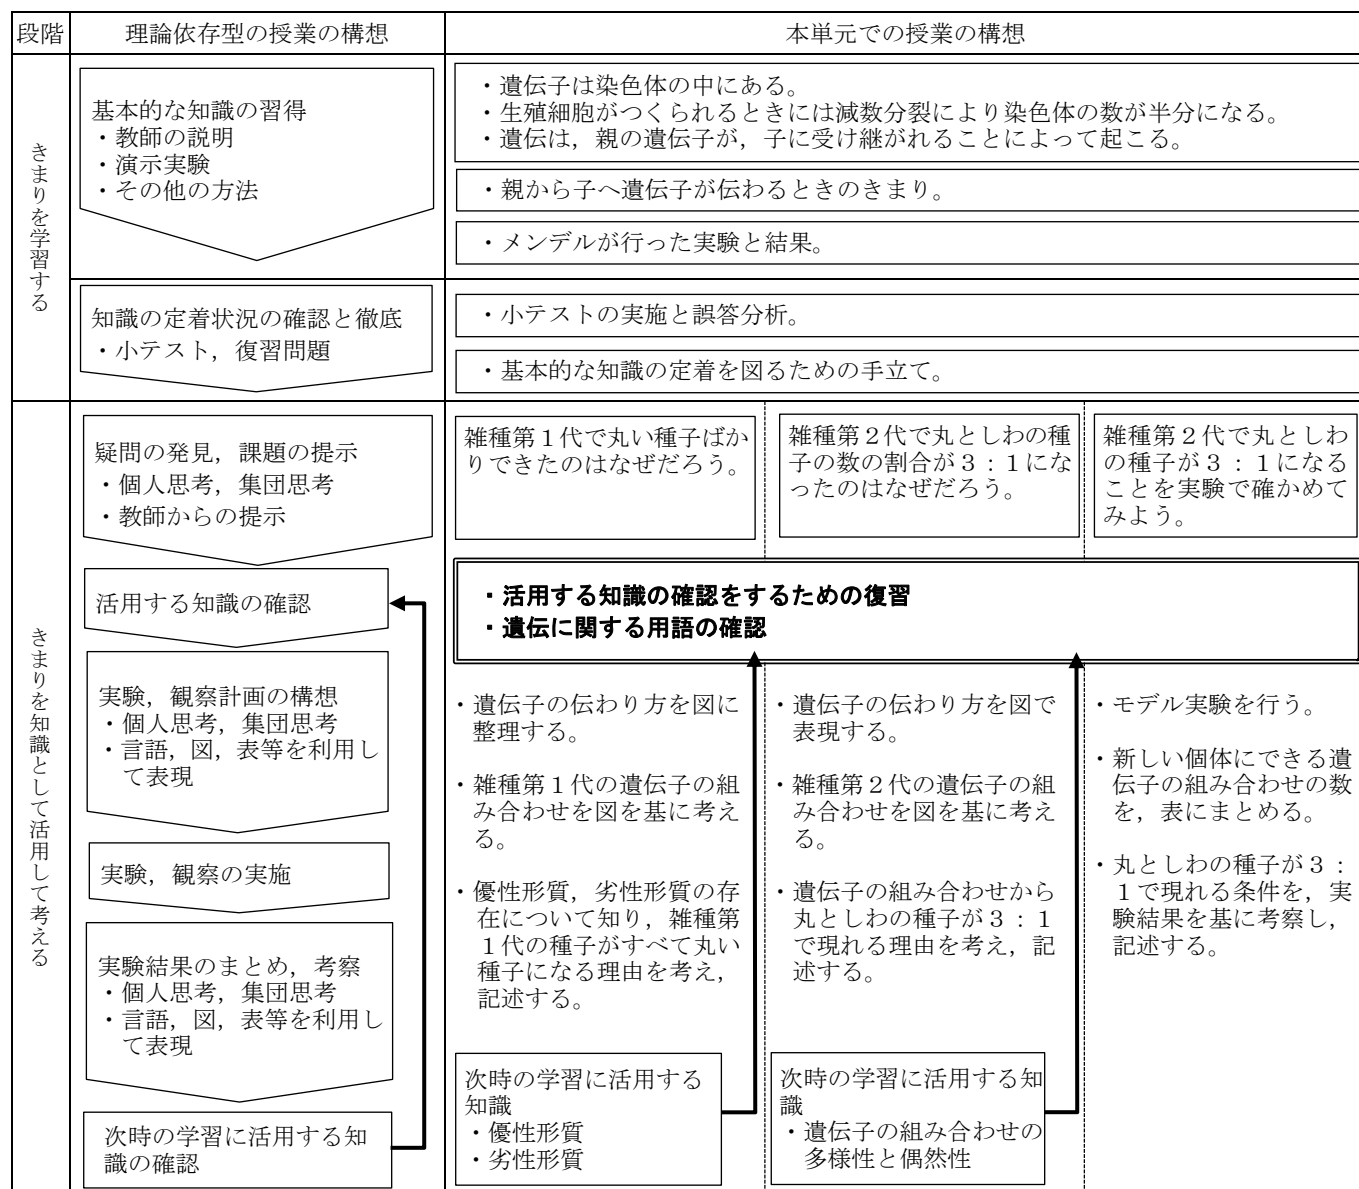 段階
理論依存型の授業の構想
本単元での授業の構想
きまりを学習する
基本的な知識の習得
・教師の説明
・演示実験
・その他の方法
・遺伝子は染色体の中にある。
・生殖細胞がつくられるときには減数分裂により染色体の数が半分になる。
・遺伝は，親の遺伝子が，子に受け継がれることによって起こる。
・親から子へ遺伝子が伝わるときのきまり。
・メンデルが行った実験と結果。
知識の定着状況の確認と徹底
・小テスト，復習問題
・小テストの実施と誤答分析。
・基本的な知識の定着を図るための手立て。
きまりを知識として活用して考える
疑問の発見，課題の提示
・個人思考，集団思考
・教師からの提示
活用する知識の確認
実験，観察計画の構想
・個人思考，集団思考
・言語，図，表等を利用し
て表現
実験，観察の実施
実験結果のまとめ，考察
・個人思考，集団思考
・言語，図，表等を利用し
て表現
次時の学習に活用する知
識の確認
雑種第１代で丸い種子ばか
りできたのはなぜだろう。
雑種第２代で丸としわの種
子の数の割合が３：１にな
ったのはなぜだろう。
雑種第２代で丸としわ
の種子が３：１になる
ことを実験で確かめて
みよう。
・活用する知識の確認をするための復習
・遺伝に関する用語の確認
・遺伝子の伝わり方を図に
整理する。
・雑種第１代の遺伝子の組
み合わせを図を基に考え
る。
・優性形質，劣性形質の存
在について知り，雑種第
１代の種子がすべて丸い
種子になる理由を考え，
記述する。
次時の学習に活用する
知識
・優性形質
・劣性形質
・遺伝子の伝わり方を図で
表現する。
・雑種第２代の遺伝子の組
み合わせを図を基に考え
る。
・遺伝子の組み合わせから
丸としわの種子が３：１
で現れる理由を考え，記
述する。
次時の学習に活用する知
識
・遺伝子の組み合わせの
多様性と偶然性
・モデル実験を行う。
・新しい個体にできる遺
伝子の組み合わせの数
を，表にまとめる。
・丸としわの種子が３：
１で現れる条件を，実
験結果を基に考察し，
記述する。